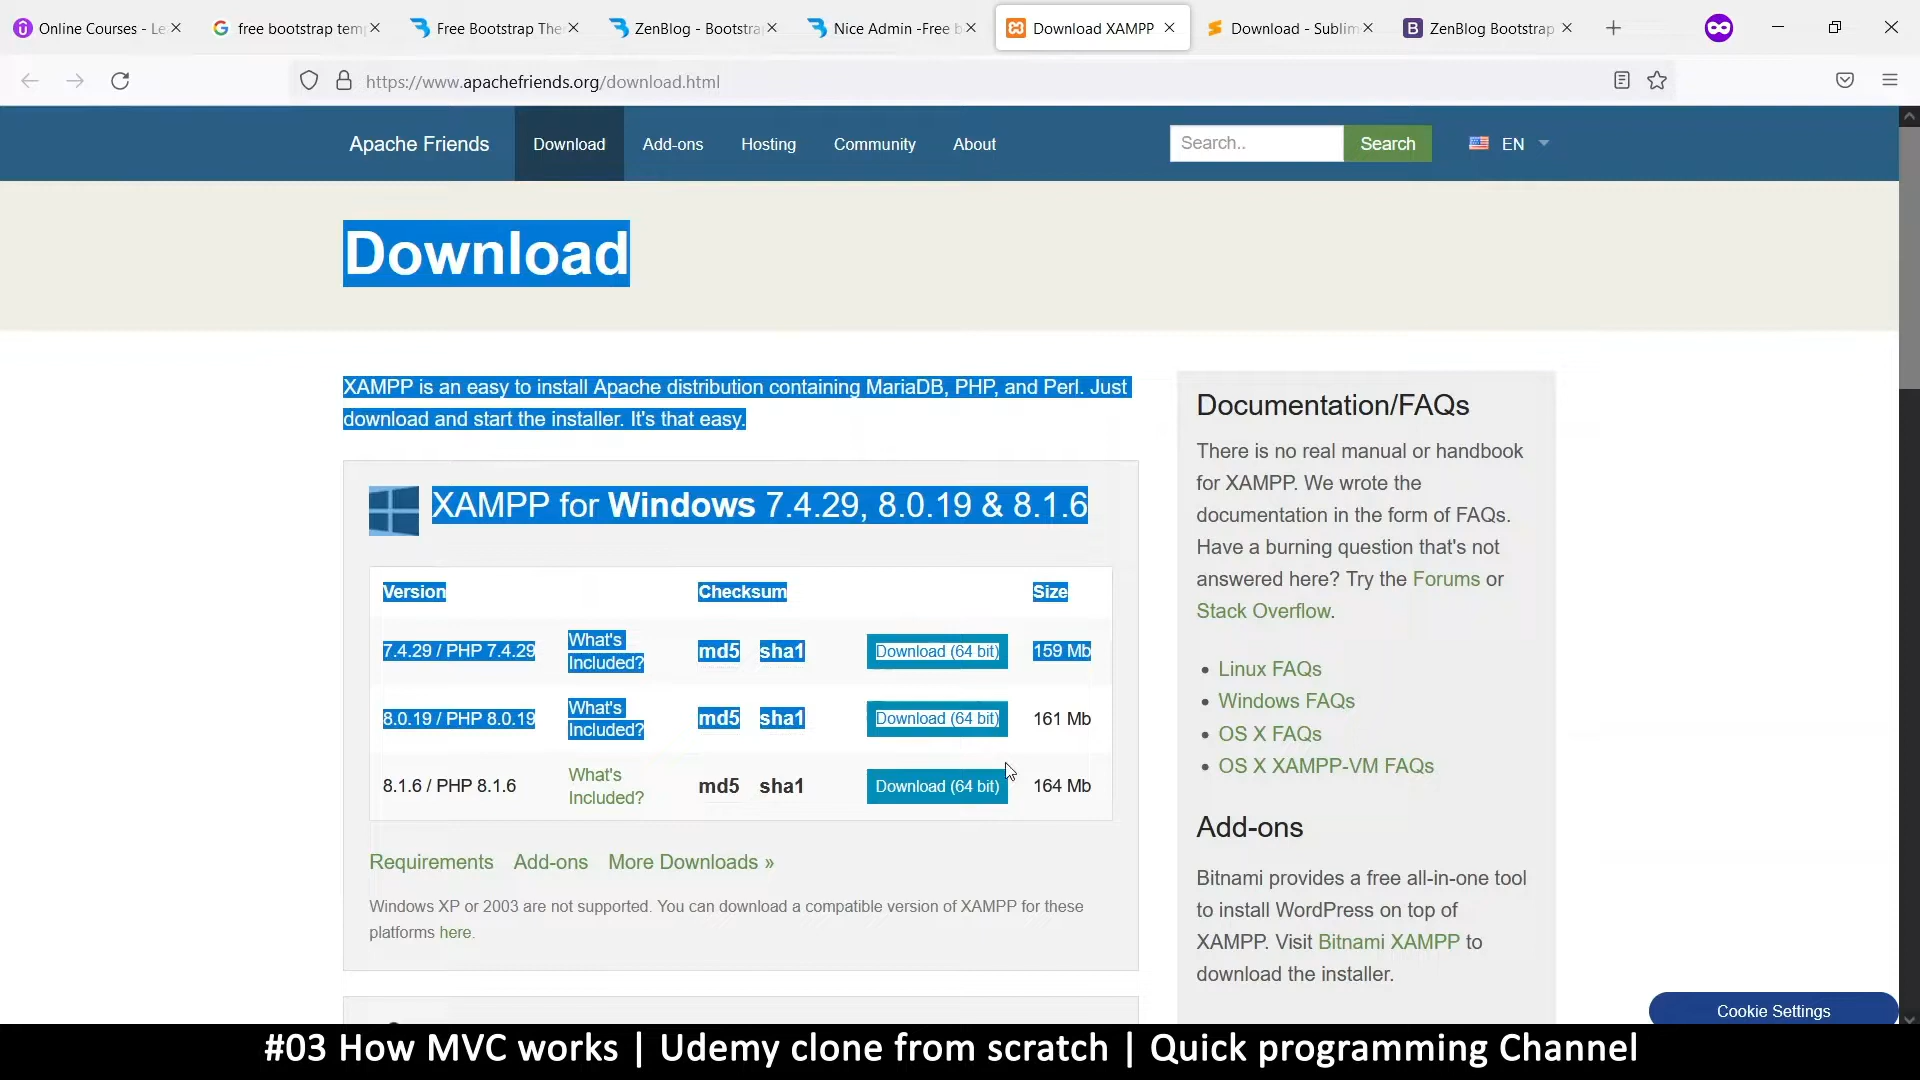 Online Courses - Le
free bootstrap temp
Free Bootstrap The
ZenBlog - Bootstra
Nice Admin -Free b
Download XAMPP
Download - Sublim
ZenBlog Bootstrap
https://www.apachefriends.org/download.html
Apache Friends
Download
Add-ons
Hosting
Community
About
Search..
Search
EN
Download
XAMPP is an easy to install Apache distribution containing MariaDB, PHP, and Perl. Just
download and start the installer. It's that easy.
XAMPP for Windows 7.4.29, 8.0.19 & 8.1.6
Version Checksum Size
7.4.29 / PHP 7.4.29 What's Included? md5 sha1 Download (64 bit) 159 Mb
8.0.19 / PHP 8.0.19 What's Included? md5 sha1 Download (64 bit) 161 Mb
8.1.6 / PHP 8.1.6 What's Included? md5 sha1 Download (64 bit) 164 Mb
Requirements Add-ons More Downloads »
Windows XP or 2003 are not supported. You can download a compatible version of XAMPP for these
platforms here.
Documentation/FAQs
There is no real manual or handbook
for XAMPP. We wrote the
documentation in the form of FAQs.
Have a burning question that's not
answered here? Try the Forums or
Stack Overflow.
• Linux FAQs
• Windows FAQs
• OS X FAQs
• OS X XAMPP-VM FAQs
Add-ons
Bitnami provides a free all-in-one tool
to install WordPress on top of
XAMPP. Visit Bitnami XAMPP to
download the installer.
Cookie Settings
#03 How MVC works | Udemy clone from scratch | Quick programming Channel